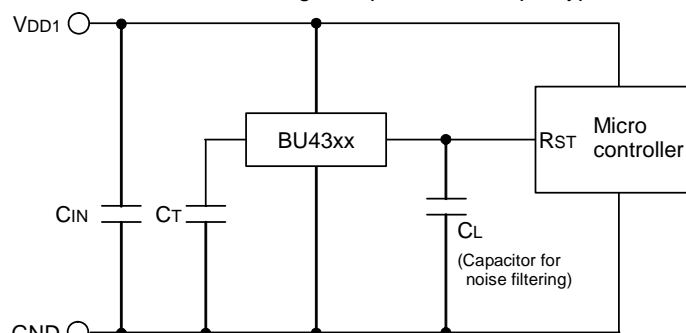 VDD1
BU43xx
RST
Micro
controller
CIN
CT
CL
(Capacitor for
noise filtering)
GND